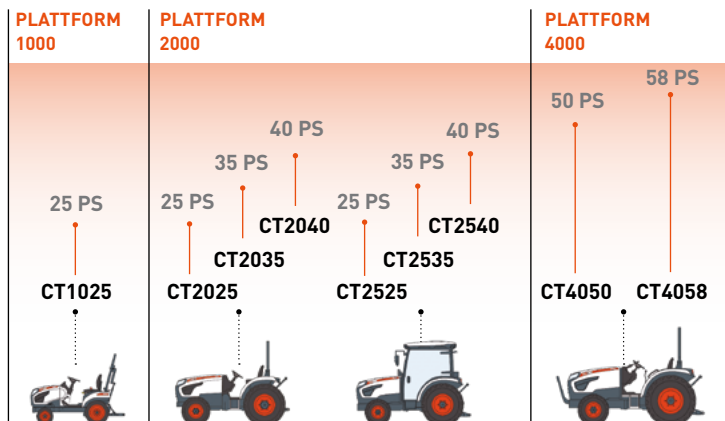 PLATTFORM
1000
25 PS
CT1025
PLATTFORM
2000
25 PS
CT2025
35 PS
CT2035
40 PS
CT2040
25 PS
CT2525
35 PS
CT2535
40 PS
CT2540
PLATTFORM
4000
50 PS
CT4050
58 PS
CT4058